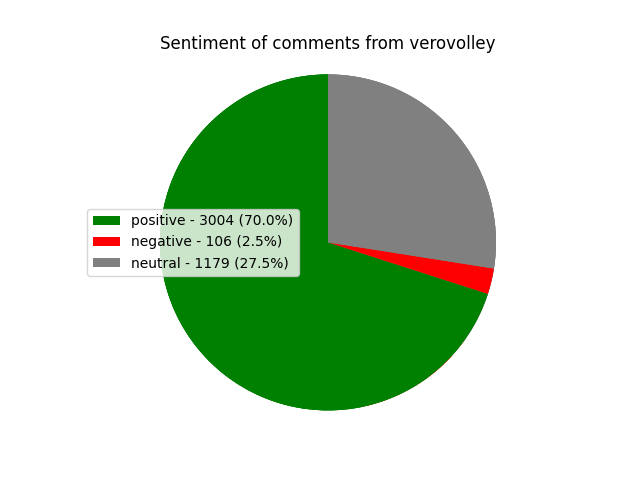 Sentiment of comments from verovolley
positive - 3004 (70.0%)
negative - 106 (2.5%)
neutral - 1179 (27.5%)